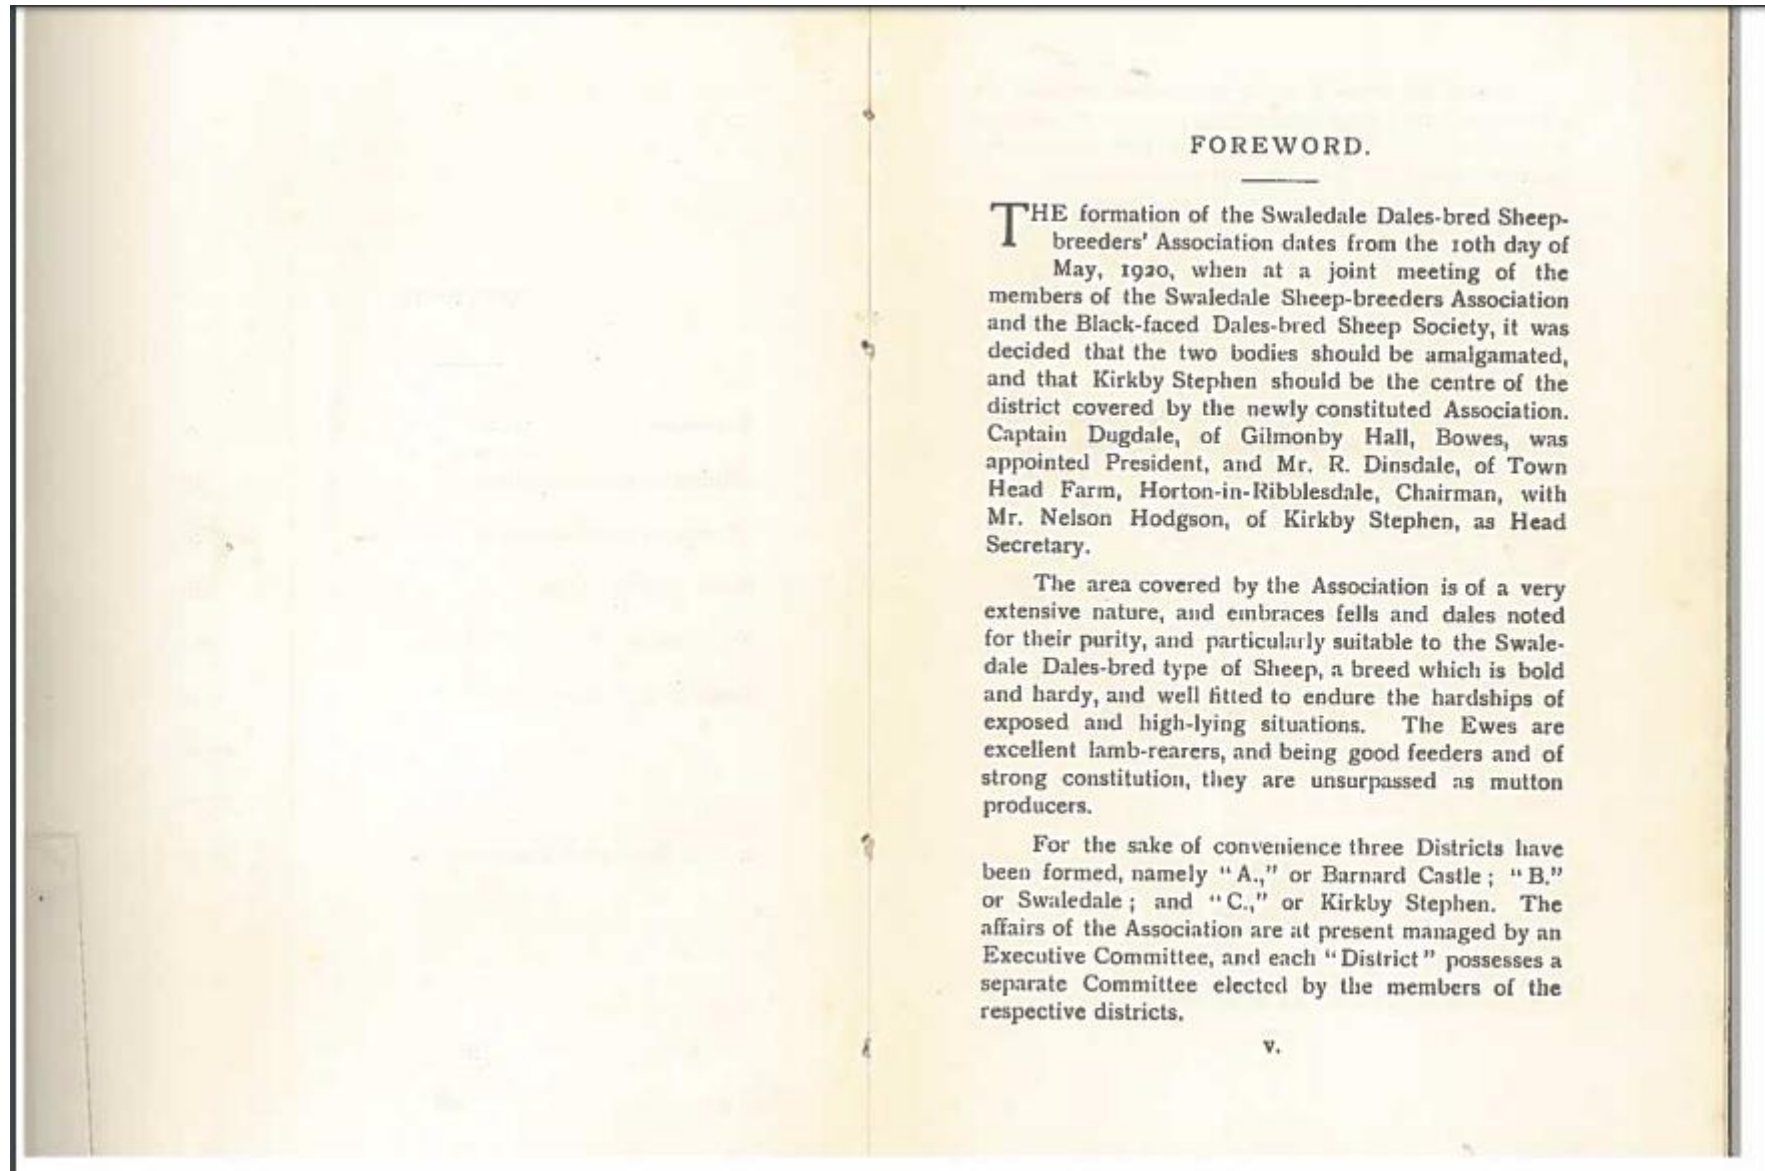 FOREWORD.
THE formation of the Swaledale Dales-bred Sheep-
breeders' Association dates from the 10th day of
May, 1920, when at a joint meeting of the
members of the Swaledale Sheep-breeders Association
and the Black-faced Dales-bred Sheep Society, it was
decided that the two bodies should be amalgamated,
and that Kirkby Stephen should be the centre of the
district covered by the newly constituted Association.
Captain Dugdale, of Gilmonby Hall, Bowes, was
appointed President, and Mr. R. Dinsdale, of Town
Head Farm, Horton-in-Ribblesdale, Chairman, with
Mr. Nelson Hodgson, of Kirkby Stephen, as Head
Secretary.
The area covered by the Association is of a very
extensive nature, and embraces fells and dales noted
for their purity, and particularly suitable to the Swale-
dale Dales-bred type of Sheep, a breed which is bold
and hardy, and well fitted to endure the hardships of
exposed and high-lying situations. The Ewes are
excellent lamb-rearers, and being good feeders and of
strong constitution, they are unsurpassed as mutton
producers.
For the sake of convenience three Districts have
been formed, namely "A.," or Barnard Castle; "B."
or Swaledale; and "C.," or Kirkby Stephen. The
affairs of the Association are at present managed by an
Executive Committee, and each "District" possesses a
separate Committee elected by the members of the
respective districts.
v.